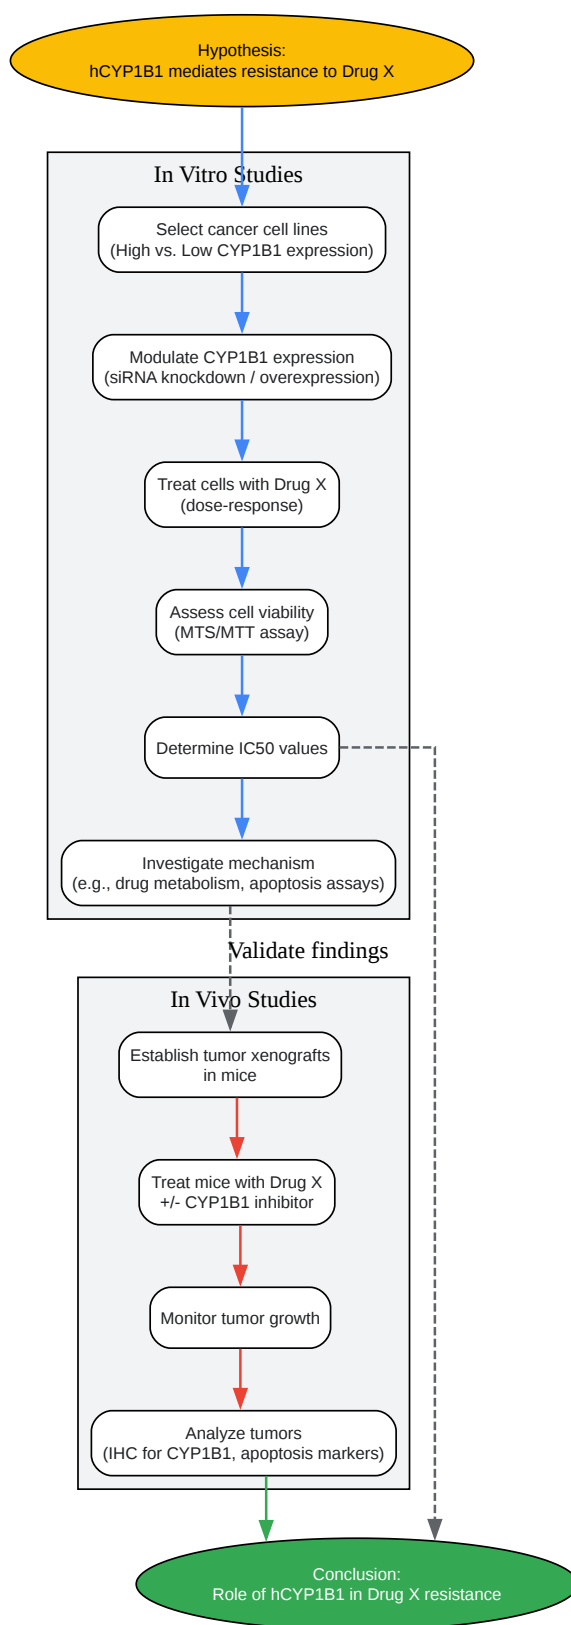 Hypothesis:
hCYP1B1 mediates resistance to Drug X
In Vitro Studies
Select cancer cell lines
(High vs. Low CYP1B1 expression)
Modulate CYP1B1 expression
(siRNA knockdown / overexpression)
Treat cells with Drug X
(dose-response)
Assess cell viability
(MTS/MTT assay)
Determine IC50 values
Investigate mechanism
(e.g., drug metabolism, apoptosis assays)
Validate findings
In Vivo Studies
Establish tumor xenografts
in mice
Treat mice with Drug X
+/- CYP1B1 inhibitor
Monitor tumor growth
Analyze tumors
(IHC for CYP1B1, apoptosis markers)
Conclusion:
Role of hCYP1B1 in Drug X resistance